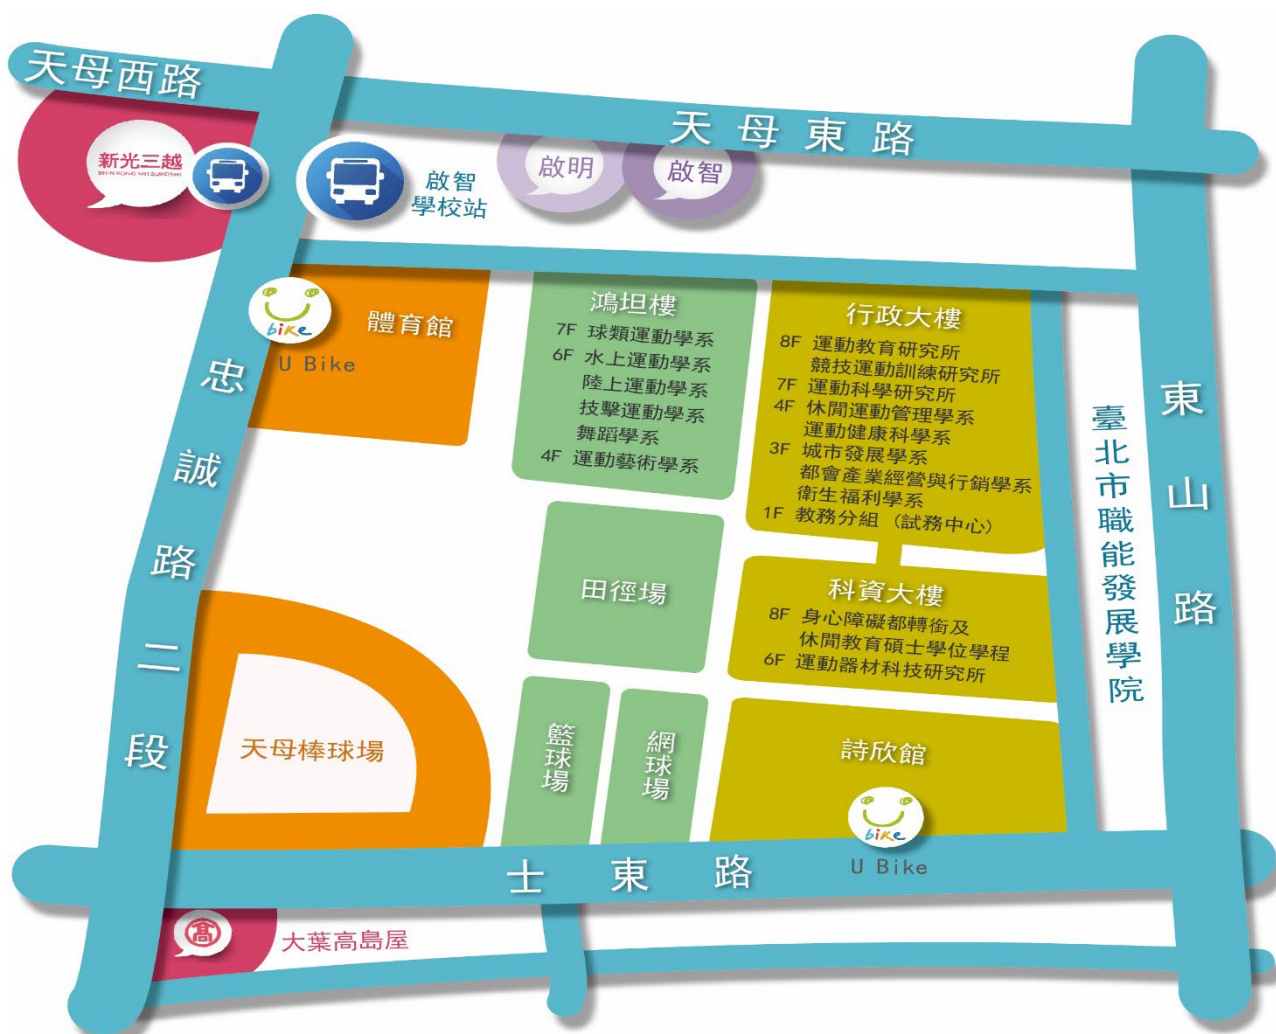 天母西路
天母東路
新光三越
SHIN KONG MITSUKOSHI
啟智
學校站
啟明
啟智
bike
U Bike
體育館
鴻坦樓
7F 球類運動學系
6F 水上運動學系
陸上運動學系
技擊運動學系
舞蹈學系
4F 運動藝術學系
行政大樓
8F 運動教育研究所
競技運動訓練研究所
7F 運動科學研究所
4F 休閒運動管理學系
運動健康科學系
3F 城市發展學系
都會產業經營與行銷學系
衛生福利學系
1F 教務分組 (試務中心)
忠誠路二段
東山路
臺北市職能發展學院
田徑場
科資大樓
8F 身心障礙都轉銜及
休閒教育碩士學位學程
6F 運動器材科技研究所
天母棒球場
籃球場
網球場
詩欣館
bike
U Bike
士東路
髙
大葉高島屋